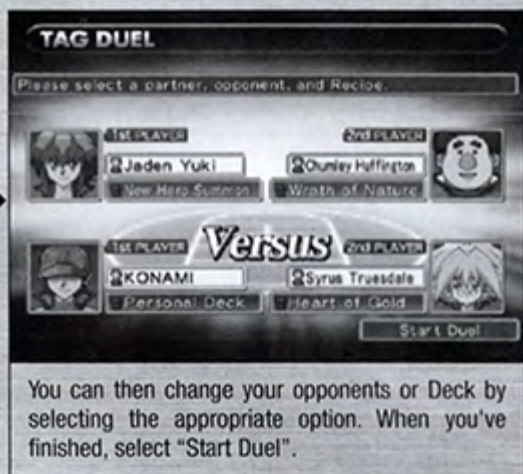 TAG DUEL
Please select a partner, opponent, and Recipe.
1st PLAYER 2nd PLAYER
Jaden Yuki Chumley Huffington
New Hero Summon Wrath of Nature
Versus
1st PLAYER 2nd PLAYER
KONAMI Syrus Truesdale
Personal Deck Heart of Gold
Start Duel
You can then change your opponents or Deck by
selecting the appropriate option. When you've
finished, select "Start Duel".